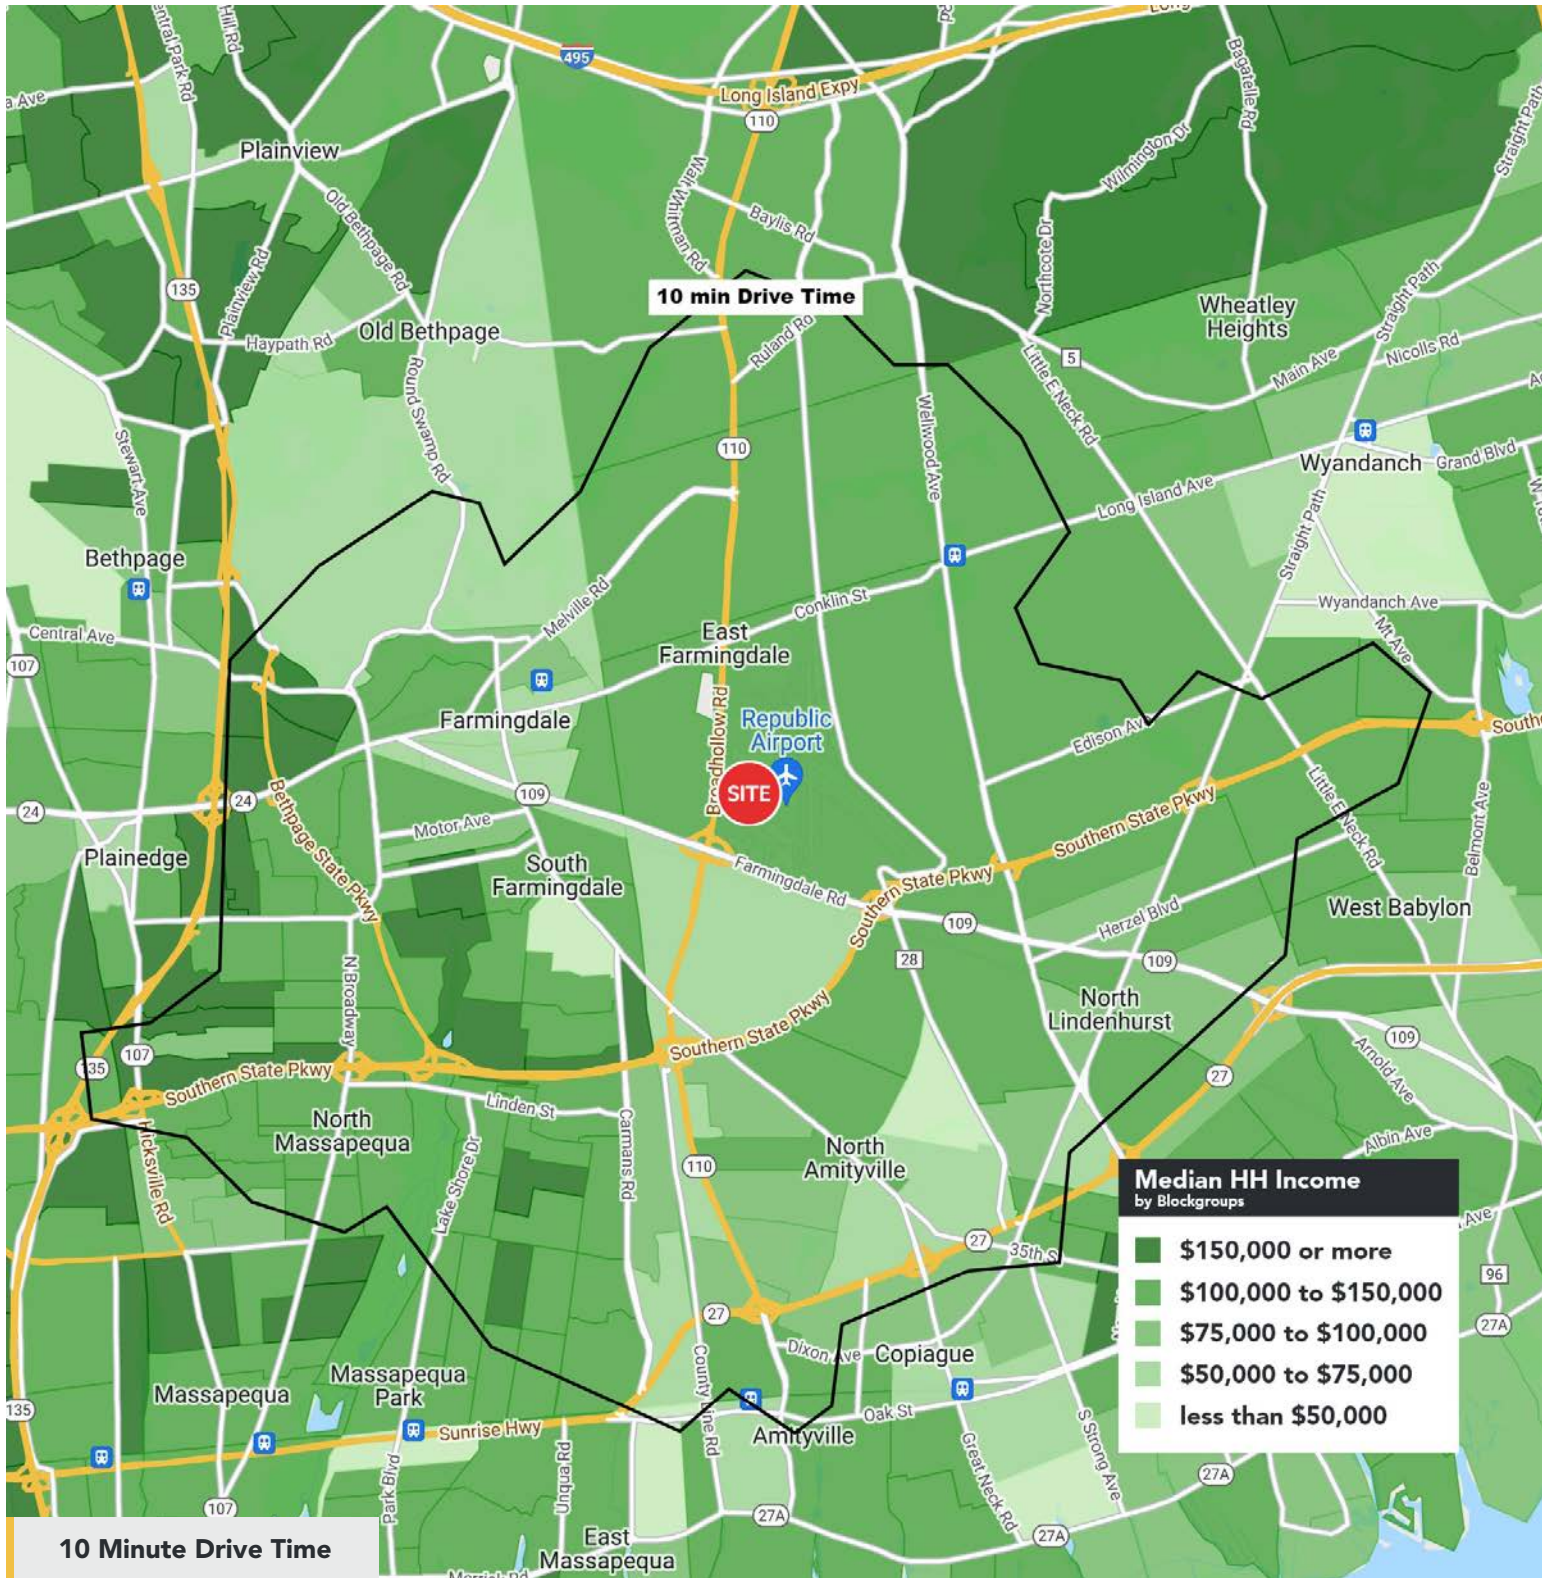 Hill Rd
Central Park Rd
495
Long Island Expy
110
Bagatelle Rd
Straight Path
Plainview
Walt Whitman Rd
Wilmington Dr
Old Bethpage Rd
Baylis Rd
Northcote Dr
Plainview Rd
135
10 min Drive Time
Wheatley
Heights
Straight Path
Old Bethpage
Haypath Rd
Ruland
5
Nicolls Rd
Main Ave
Little E Neck Rd
Round Swamp Rd
Wellwood Ave
Stewart Ave
110
Wyandanch
Grand Blvd
Long Island Ave
Straight Path
Bethpage
Melville Rd
Conklin St
Wyandanch Ave
Mt Ave
Central Ave
107
East
Farmingdale
Farmingdale
Broadhollow Rd
Republic
Airport
SITE
Edison Ave
Southern State Pkwy
Little E Neck Rd
Belmont Ave
24
24
109
Bethpage State Pkwy
Motor Ave
Plainedge
South
Farmingdale
Farmingdale Rd
Southern State Pkwy
West Babylon
Herzel Blvd
109
109
28
N Broadway
North
Lindenhurst
Southern State Pkwy
109
Arnold Ave
135
107
Southern State Pkwy
27
Linden St
North
Massapequa
Hicksville Rd
Lake Shore Dr
Carmans Rd
110
North
Amityville
Albin Ave
Median HH Income
by Blockgroups
$150,000 or more
$100,000 to $150,000
$75,000 to $100,000
$50,000 to $75,000
less than $50,000
27
35th S
96
27A
27
Dixon Ave
Copiague
County Line Rd
Massapequa
Park
Massapequa
135
Oak St
Amityville
Sunrise Hwy
Park Blvd
Unqua Rd
Great Neck Rd
S Strong Ave
27A
107
27A
27A
East
Massapequa
10 Minute Drive Time